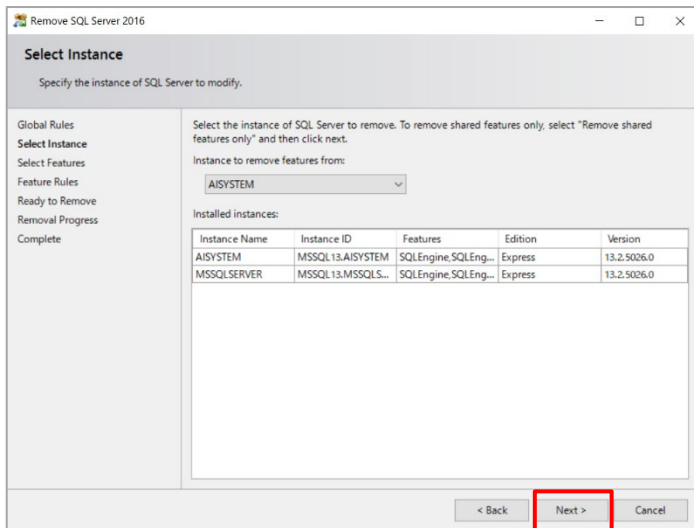 Remove SQL Server 2016
Select Instance
Specify the instance of SQL Server to modify.
Global Rules
Select Instance
Select Features
Feature Rules
Ready to Remove
Removal Progress
Complete
Select the instance of SQL Server to remove. To remove shared features only, select "Remove shared
features only" and then click next.
Instance to remove features from:
AISYSTEM
Installed instances:
Instance Name Instance ID Features Edition Version
AISYSTEM MSSQL13.AISYSTEM SQLEngine,SQLEng... Express 13.2.5026.0
MSSQLSERVER MSSQL13.MSSQLS... SQLEngine,SQLEng... Express 13.2.5026.0
< Back Next > Cancel